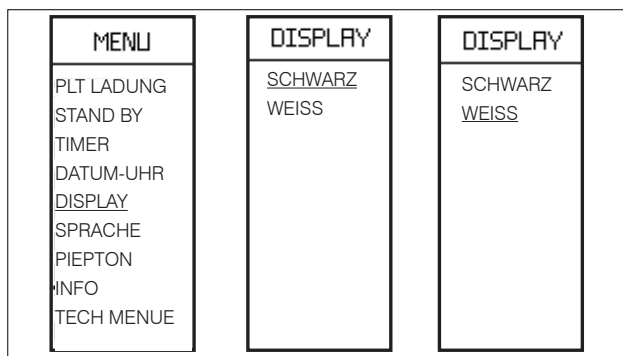 MENU
PLT LADUNG
STAND BY
TIMER
DATUM-UHR
DISPLAY
SPRACHE
PIEPTON
INFO
TECH MENUE
DISPLAY
SCHWARZ
WEISS
DISPLAY
SCHWARZ
WEISS